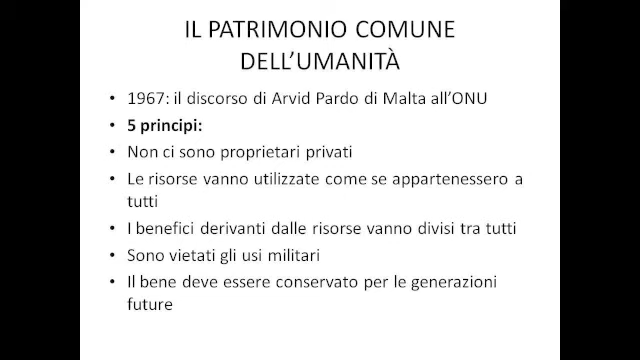 IL PATRIMONIO COMUNE
DELL'UMANITÀ
• 1967: il discorso di Arvid Pardo di Malta all'ONU
• 5 principi:
• Non ci sono proprietari privati
• Le risorse vanno utilizzate come se appartenessero a
tutti
• I benefici derivanti dalle risorse vanno divisi tra tutti
• Sono vietati gli usi militari
• Il bene deve essere conservato per le generazioni
future